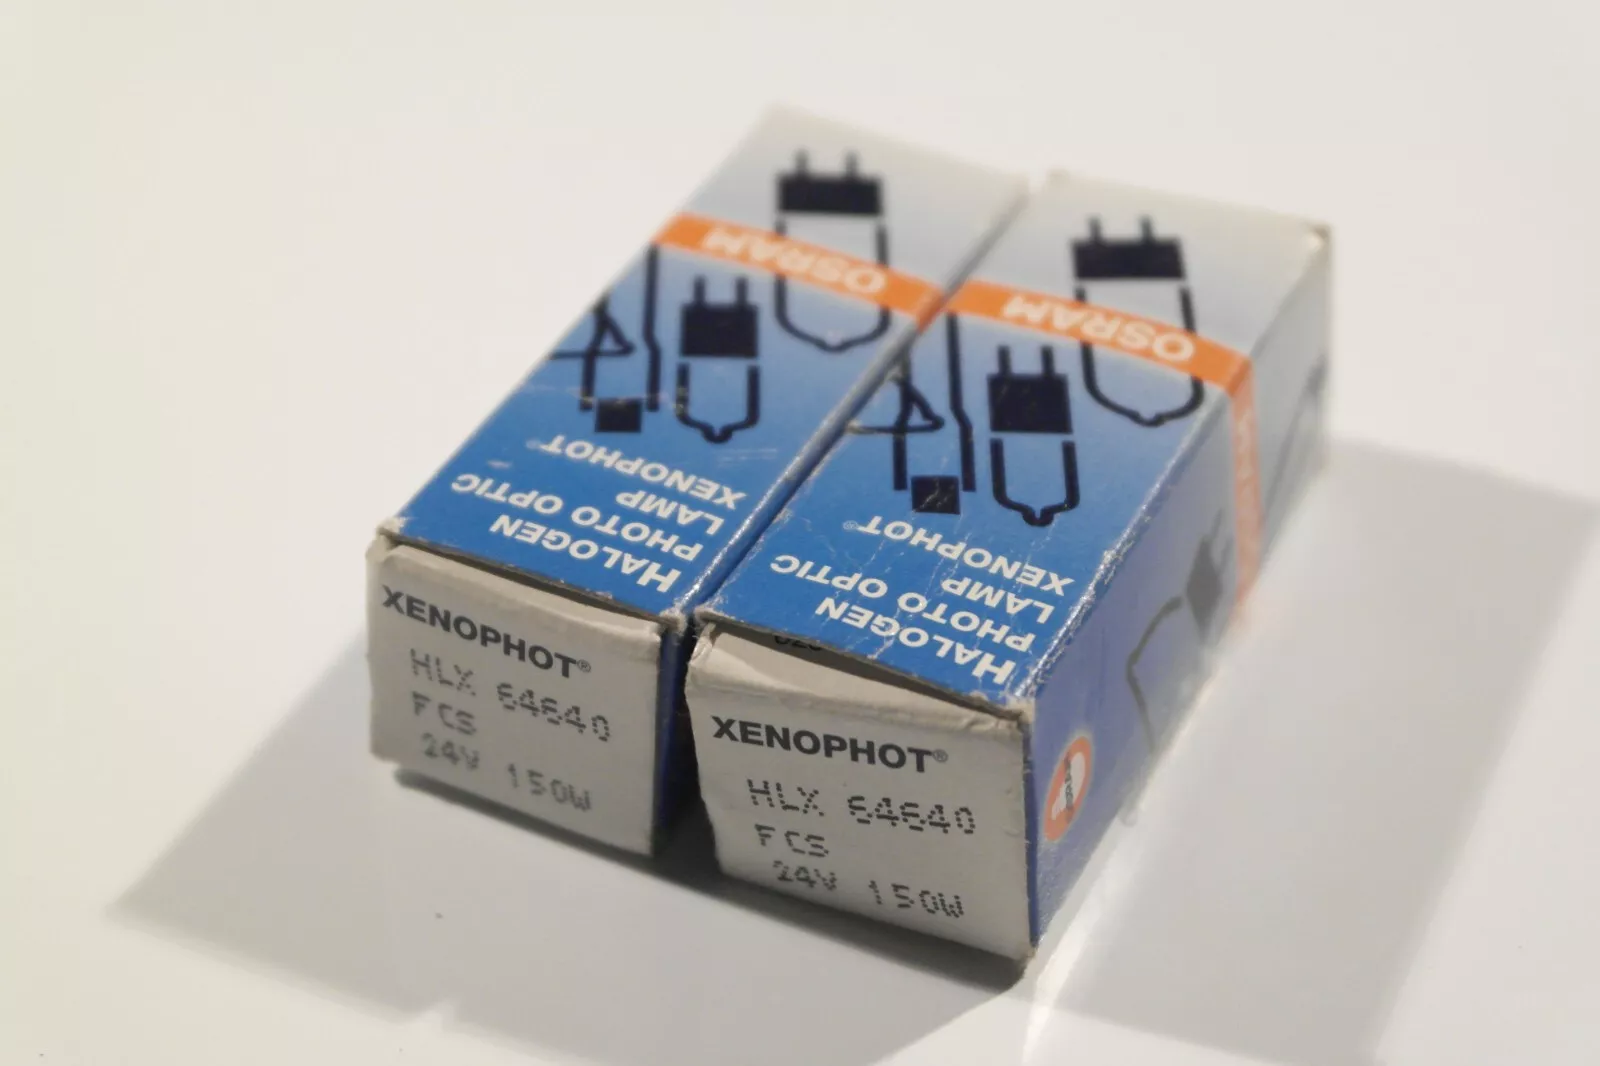 OSRAM
HALOGEN
PHOTO OPTIC
LAMP
XENOPHOT®
XENOPHOT®
HLX 64640
FCS
24V 150W
OSRAM
HALOGEN
PHOTO OPTIC
LAMP
XENOPHOT®
XENOPHOT®
HLX 64640
FCS
24V 150W